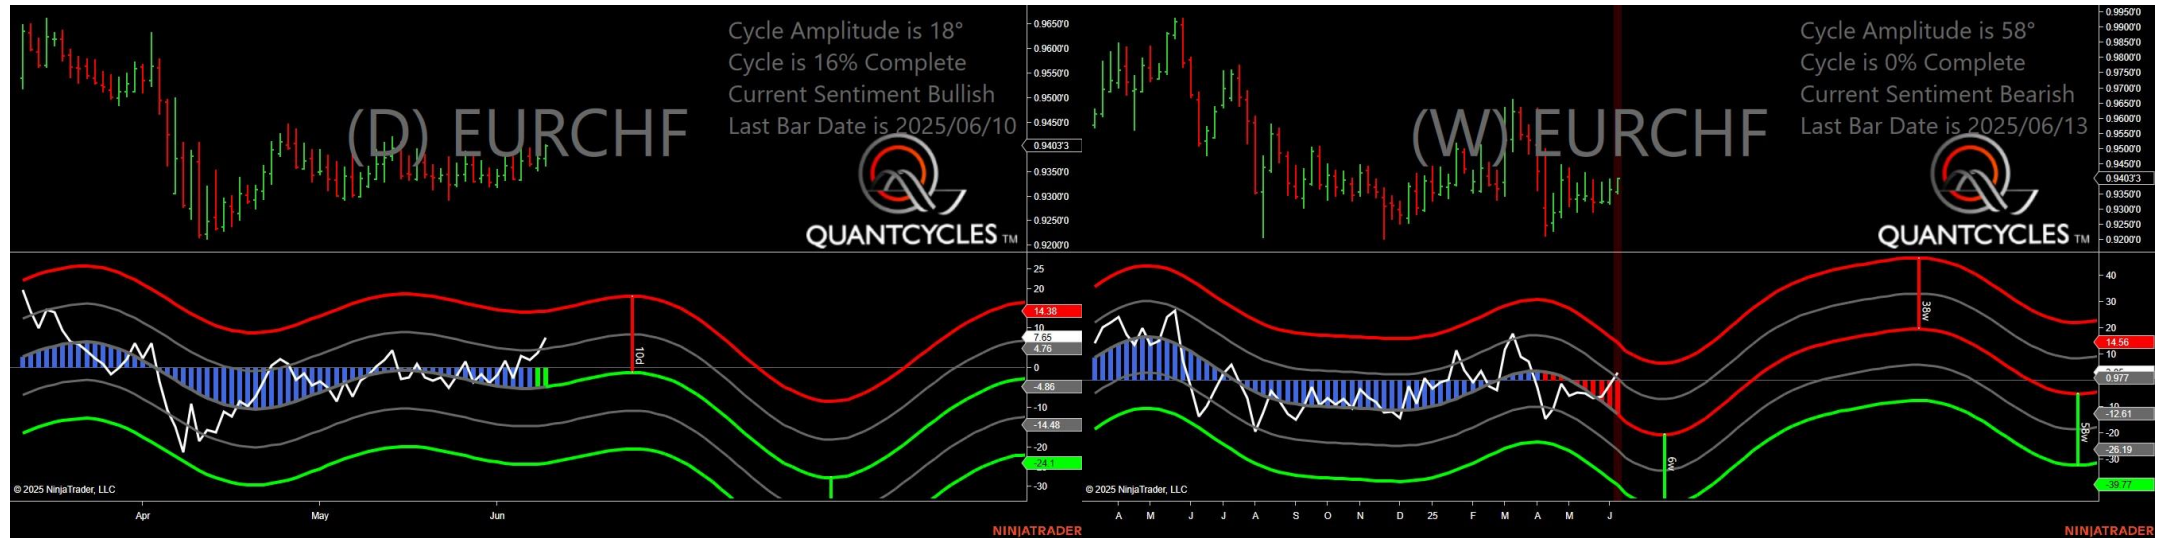 Cycle Amplitude is 18°
Cycle is 16% Complete
Current Sentiment Bullish
Last Bar Date is 2025/06/10
(D) EURCHF
QUANTCYCLES TM
0.9650'0
0.9600'0
0.9550'0
0.9500'0
0.9450'0
0.9403'3
0.9350'0
0.9300'0
0.9250'0
0.9200'0
25
20
14.38
10
7.65
4.76
0
-4.86
-10
-14.48
-20
-24.1
-30
10d
© 2025 NinjaTrader, LLC
Apr May Jun
NINJATRADER
Cycle Amplitude is 58°
Cycle is 0% Complete
Current Sentiment Bearish
Last Bar Date is 2025/06/13
(W) EURCHF
QUANTCYCLES TM
0.9950'0
0.9900'0
0.9850'0
0.9800'0
0.9750'0
0.9700'0
0.9650'0
0.9600'0
0.9550'0
0.9500'0
0.9450'0
0.9403'3
0.9350'0
0.9300'0
0.9250'0
0.9200'0
40
30
20
14.56
10
0.977
-12.61
-20
-26.19
-30
-39.77
38w
58w
6w
© 2025 NinjaTrader, LLC
A M J J A S O N D 25 F M A M J
NINJATRADER